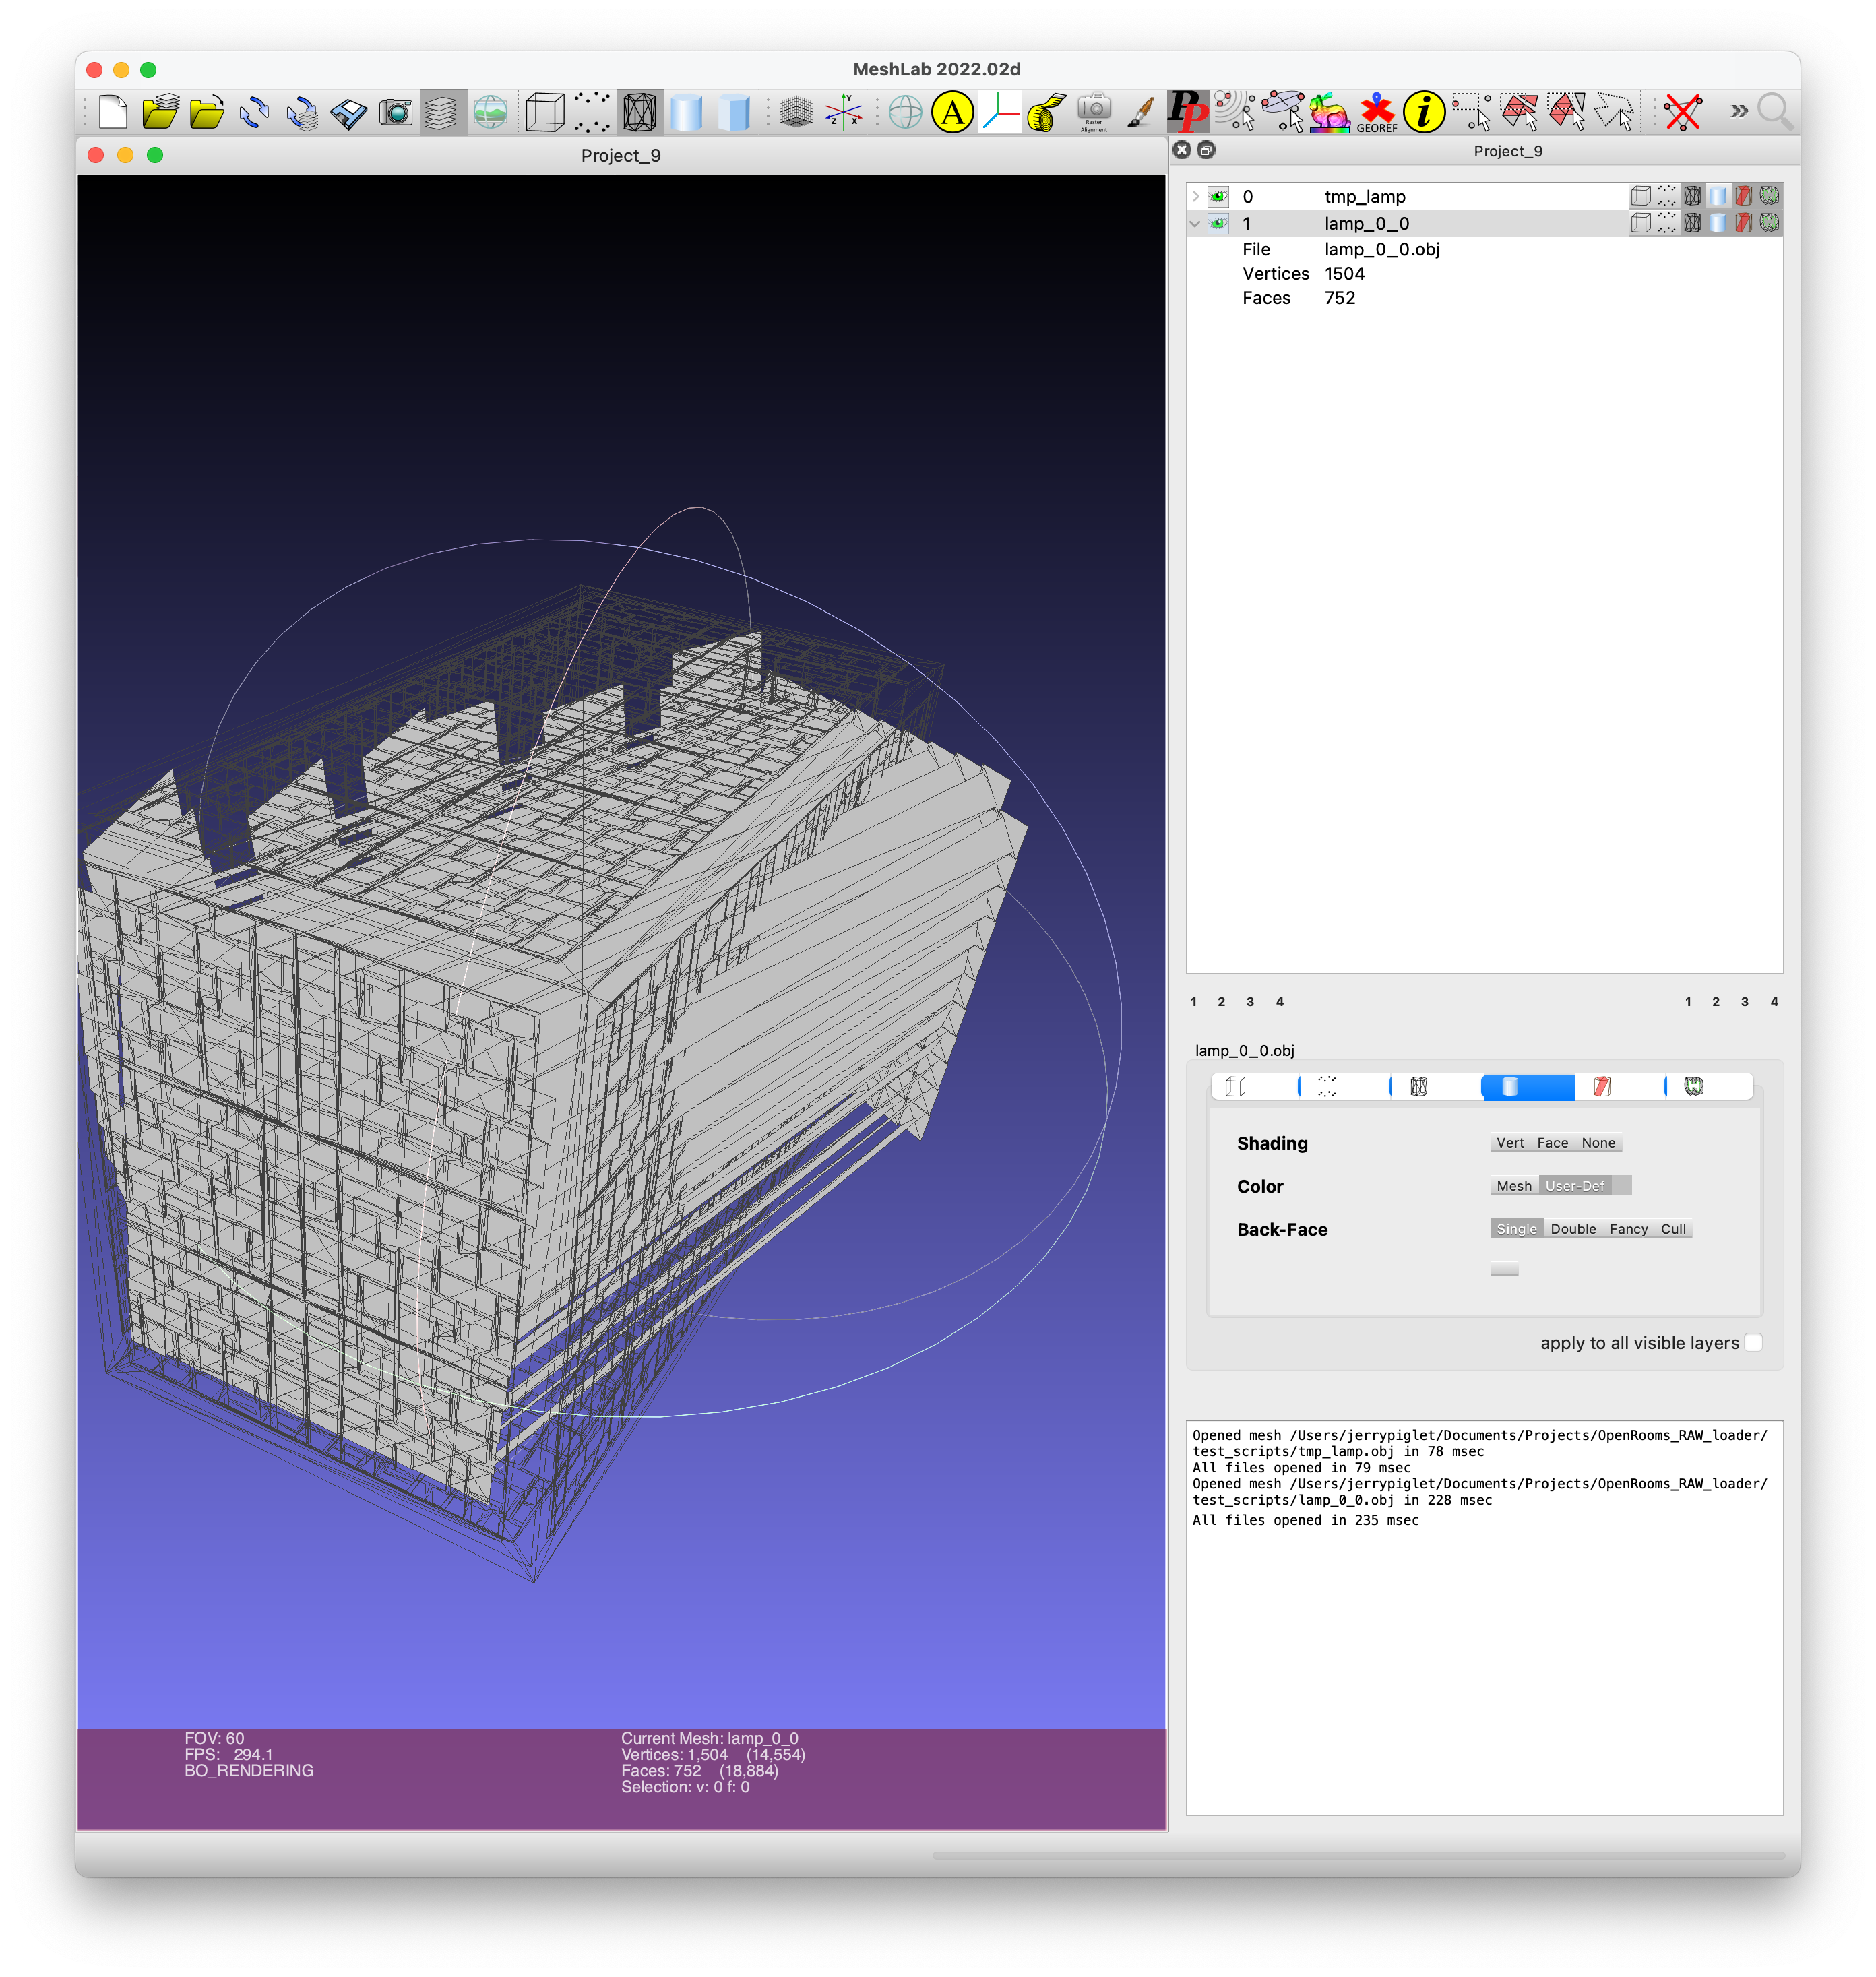 MeshLab 2022.02d
A
Raster
Alignment
PP
GEOREF
i
»
Y
Z X
Project_9
Project_9
0 tmp_lamp
1 lamp_0_0
File lamp_0_0.obj
Vertices 1504
Faces 752
1 2 3 4 1 2 3 4
lamp_0_0.obj
Shading Vert Face None
Color Mesh User-Def
Back-Face Single Double Fancy Cull
apply to all visible layers
Opened mesh /Users/jerrypiglet/Documents/Projects/OpenRooms_RAW_loader/
test_scripts/tmp_lamp.obj in 78 msec
All files opened in 79 msec
Opened mesh /Users/jerrypiglet/Documents/Projects/OpenRooms_RAW_loader/
test_scripts/lamp_0_0.obj in 228 msec
All files opened in 235 msec
FOV: 60
FPS: 294.1
BO_RENDERING
Current Mesh: lamp_0_0
Vertices: 1,504 (14,554)
Faces: 752 (18,884)
Selection: v: 0 f: 0